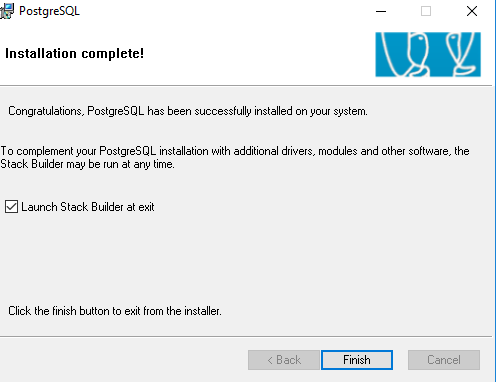 PostgreSQL
Installation complete!
Congratulations, PostgreSQL has been successfully installed on your system.
To complement your PostgreSQL installation with additional drivers, modules and other software, the
Stack Builder may be run at any time.
Launch Stack Builder at exit
Click the finish button to exit from the installer.
< Back Finish Cancel